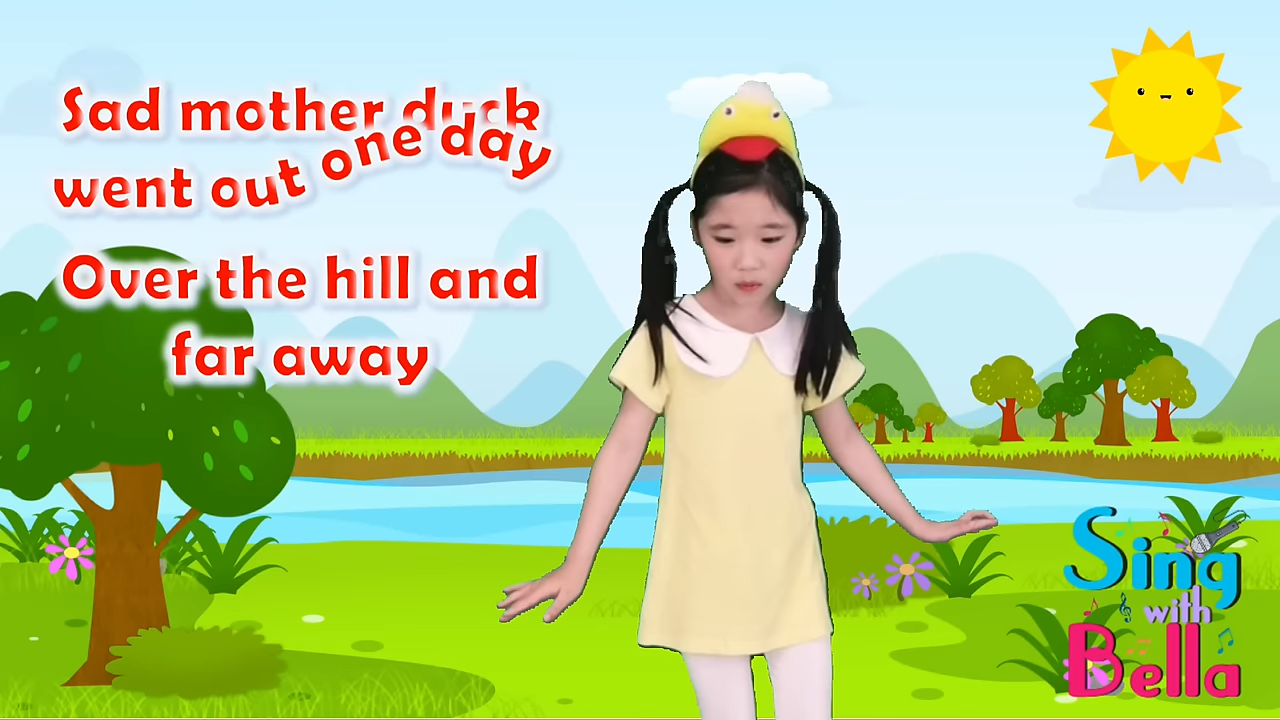 Sad mother duck
went out one day
Over the hill and
far away
Sing
with
Bella